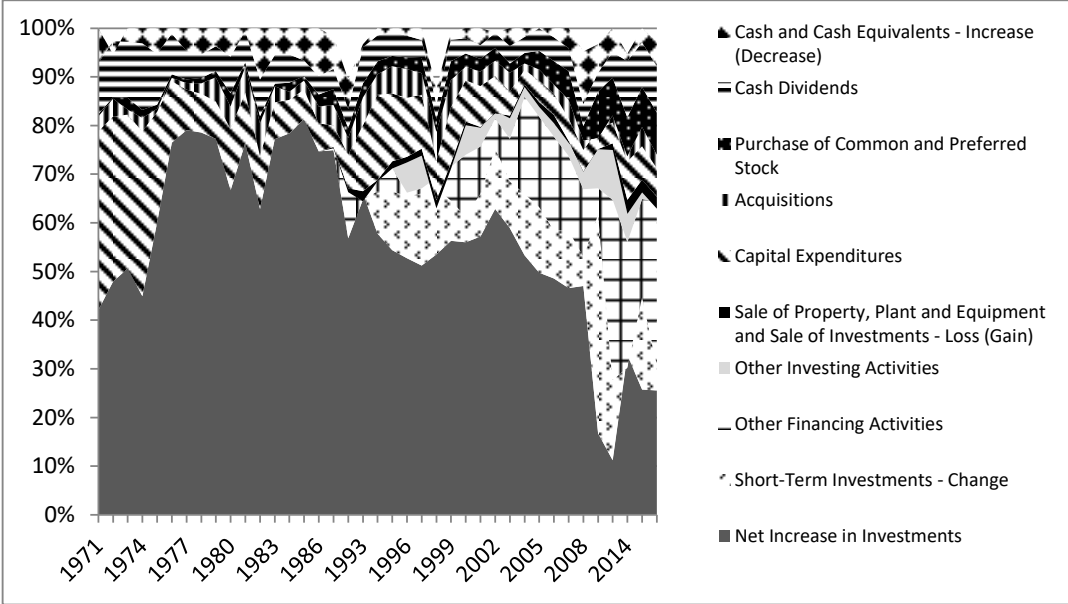 100%
90%
80%
70%
60%
50%
40%
30%
20%
10%
0%
1971
1974
1977
1980
1983
1986
1993
1996
1999
2002
2005
2008
2014
Cash and Cash Equivalents - Increase
(Decrease)
Cash Dividends
Purchase of Common and Preferred
Stock
Acquisitions
Capital Expenditures
Sale of Property, Plant and Equipment
and Sale of Investments - Loss (Gain)
Other Investing Activities
Other Financing Activities
Short-Term Investments - Change
Net Increase in Investments